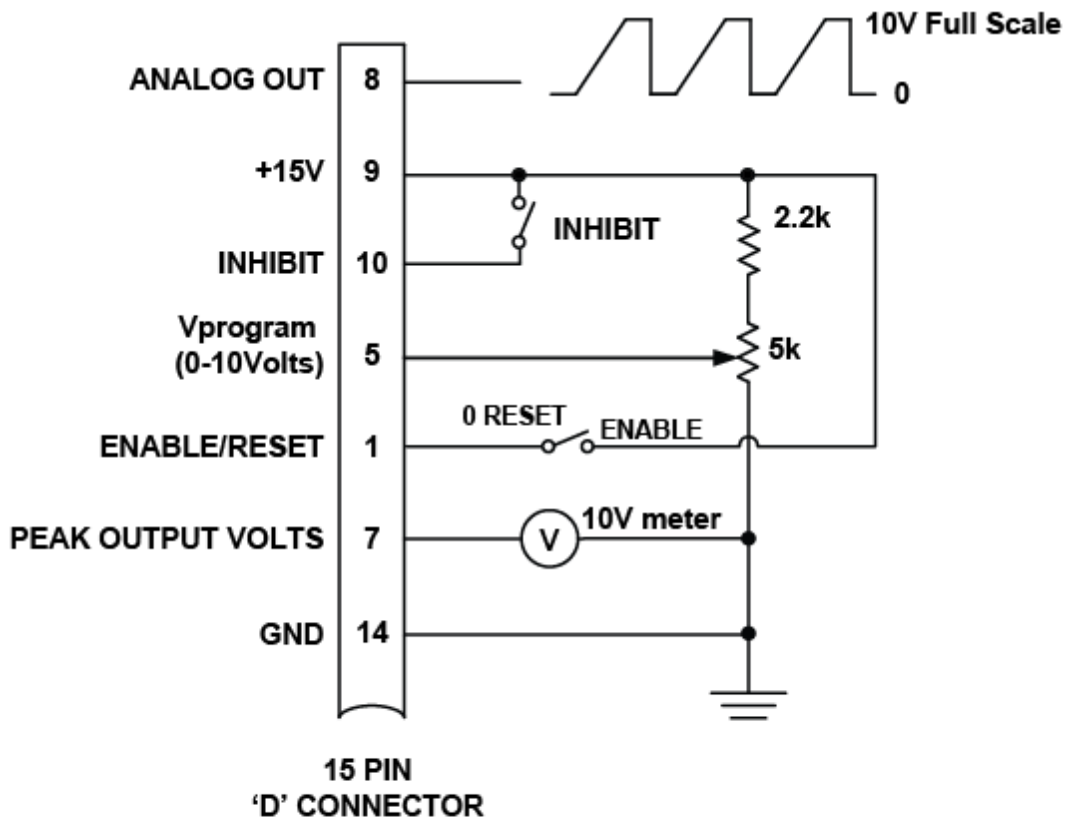 10V Full Scale
ANALOG OUT 8
0
+15V 9
2.2k
INHIBIT
INHIBIT 10
Vprogram
(0-10Volts) 5
5k
0 RESET ENABLE
ENABLE/RESET 1
10V meter
PEAK OUTPUT VOLTS 7 V
GND 14
15 PIN
‘D’ CONNECTOR